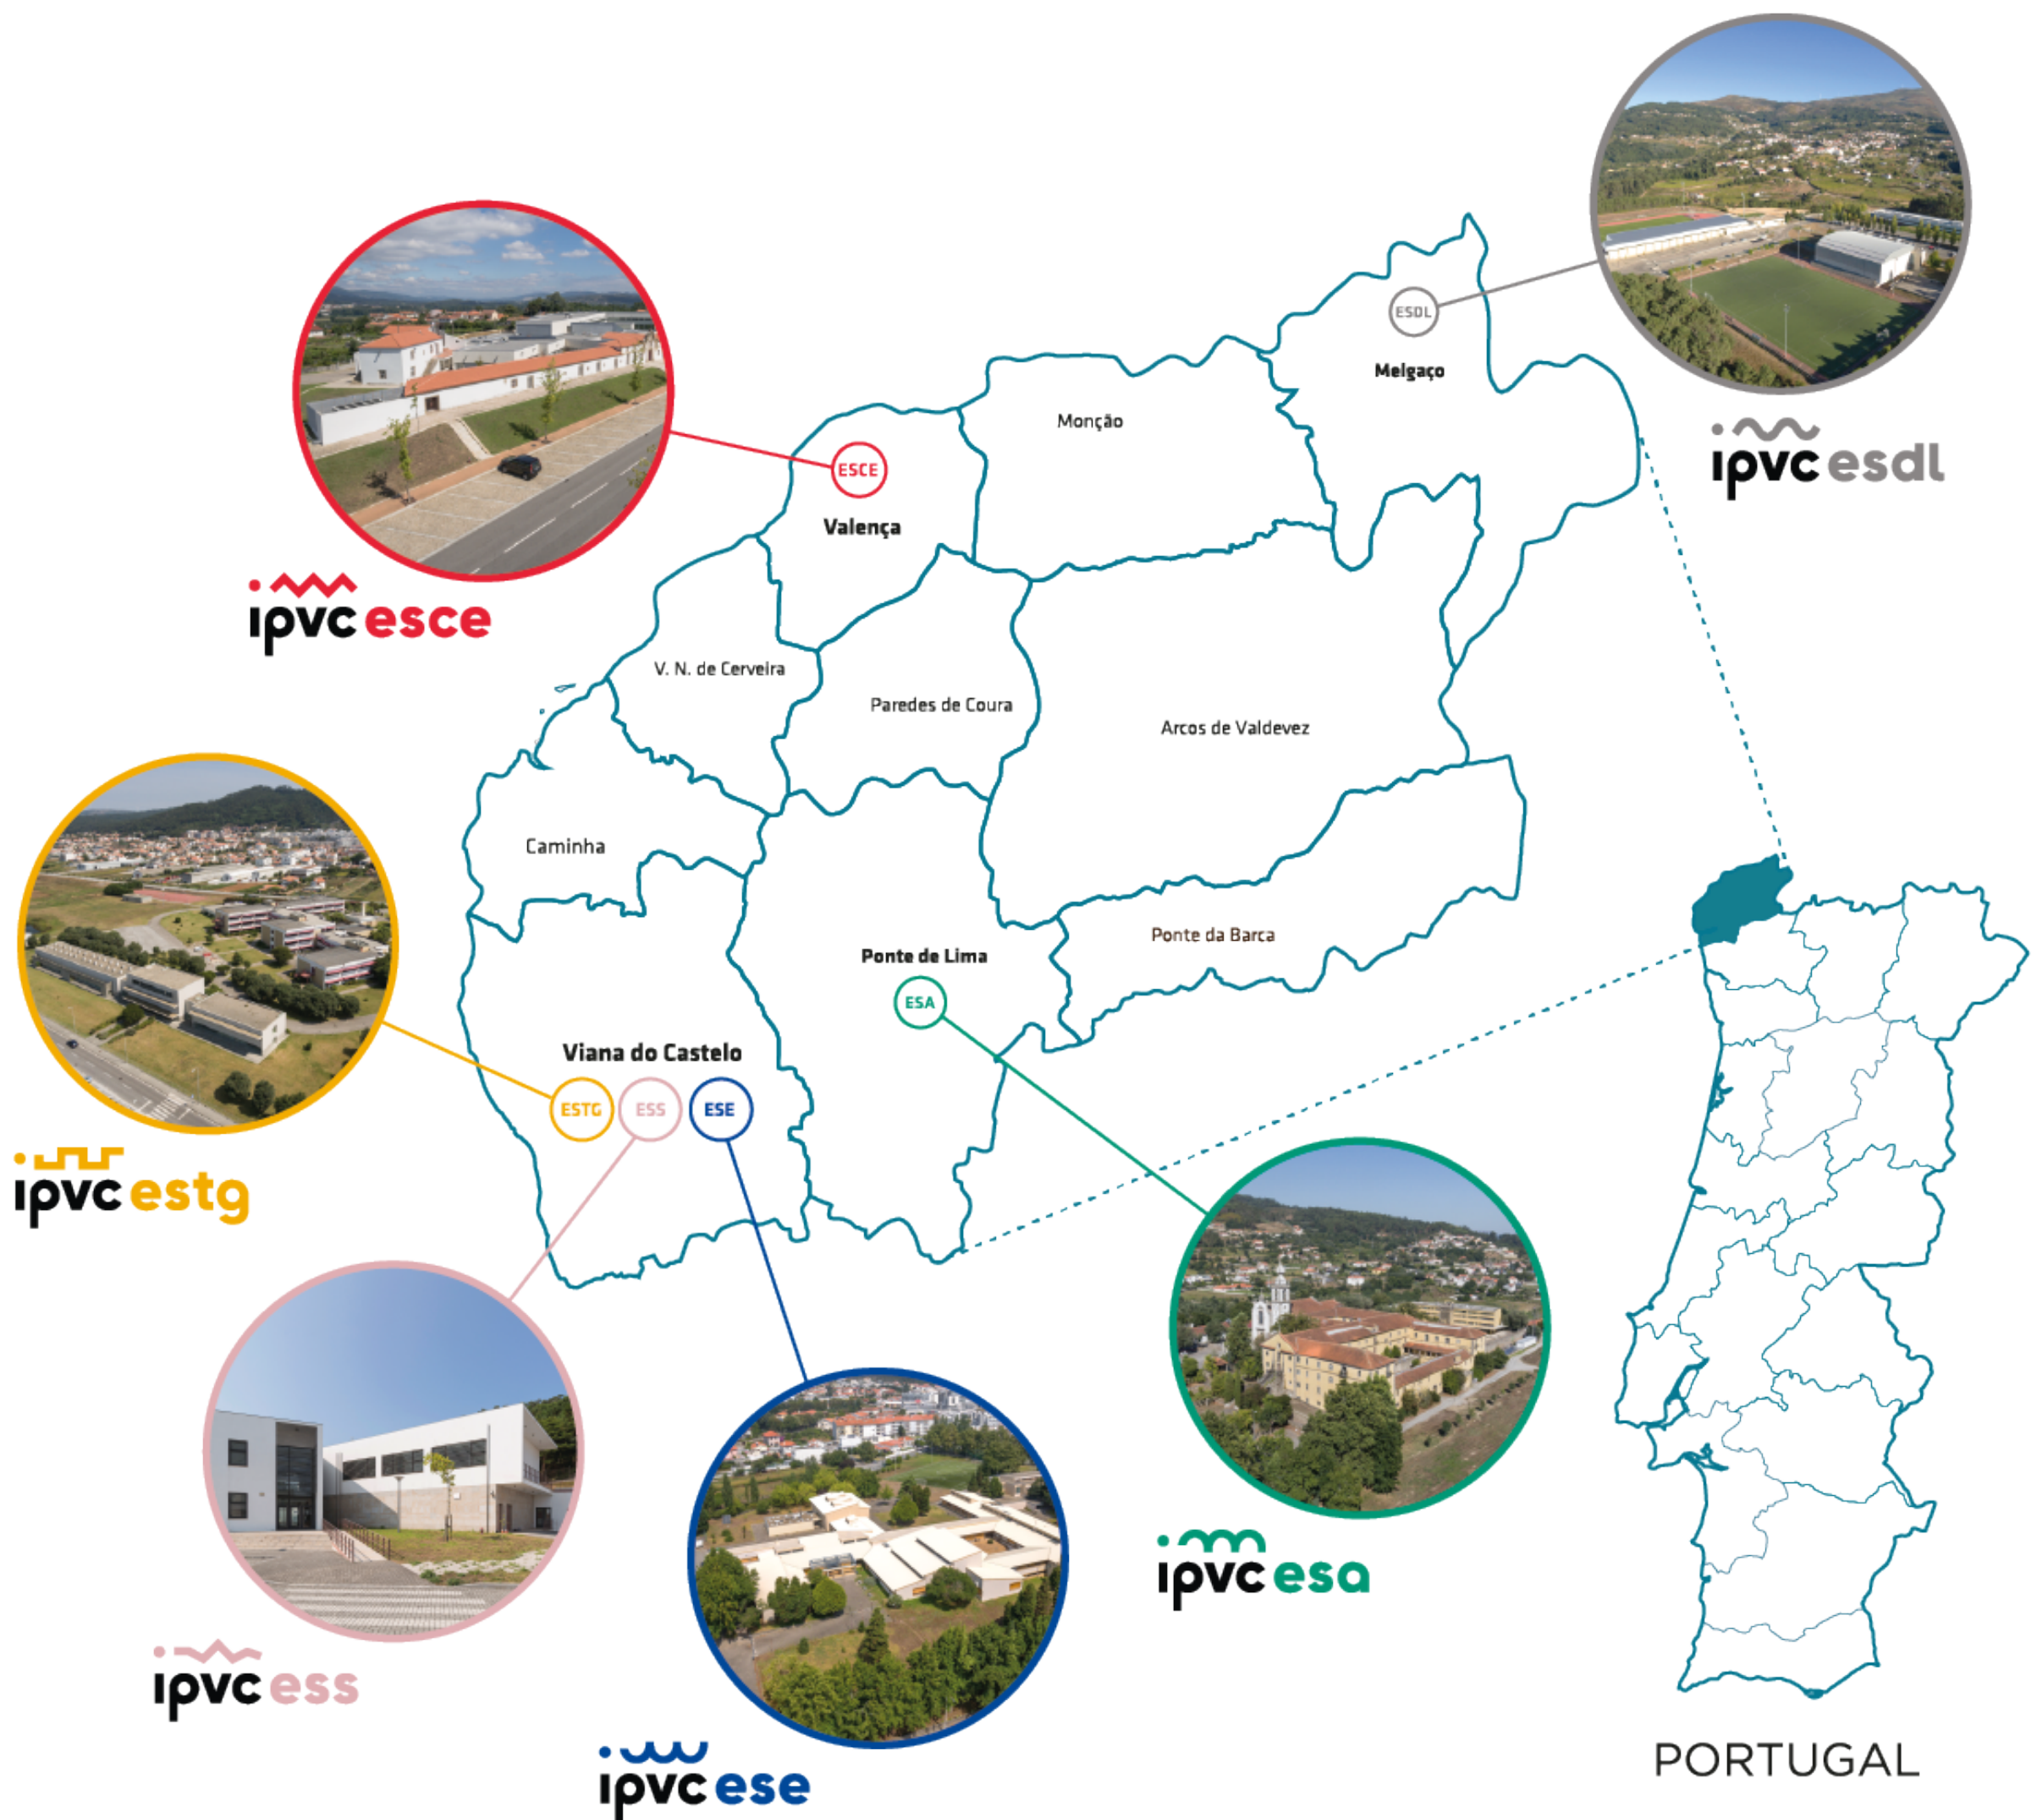 ESDL
Melgaço
ipvc esdl
Monção
ESCE
Valença
ipvc esce
V. N. de Cerveira
Paredes de Coura
Arcos de Valdevez
Caminha
Ponte da Barca
Ponte de Lima
ESA
Viana do Castelo
ESTG ESS ESE
ipvc estg
ipvc esa
ipvc ess
ipvc ese
PORTUGAL